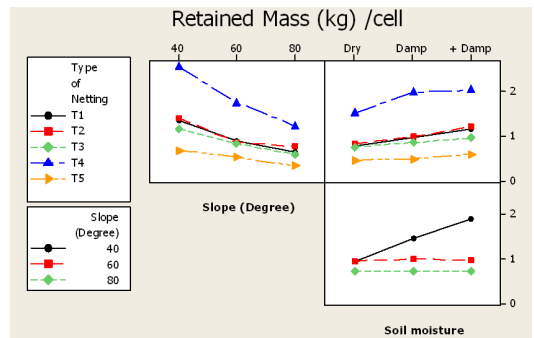 Retained Mass (kg) /cell
40 60 80 Dry Damp + Damp
Type
of
Netting
T1
T2
T3
T4
T5
2
1
0
Slope (Degree)
Slope
(Degree)
40
60
80
2
1
0
Soil moisture